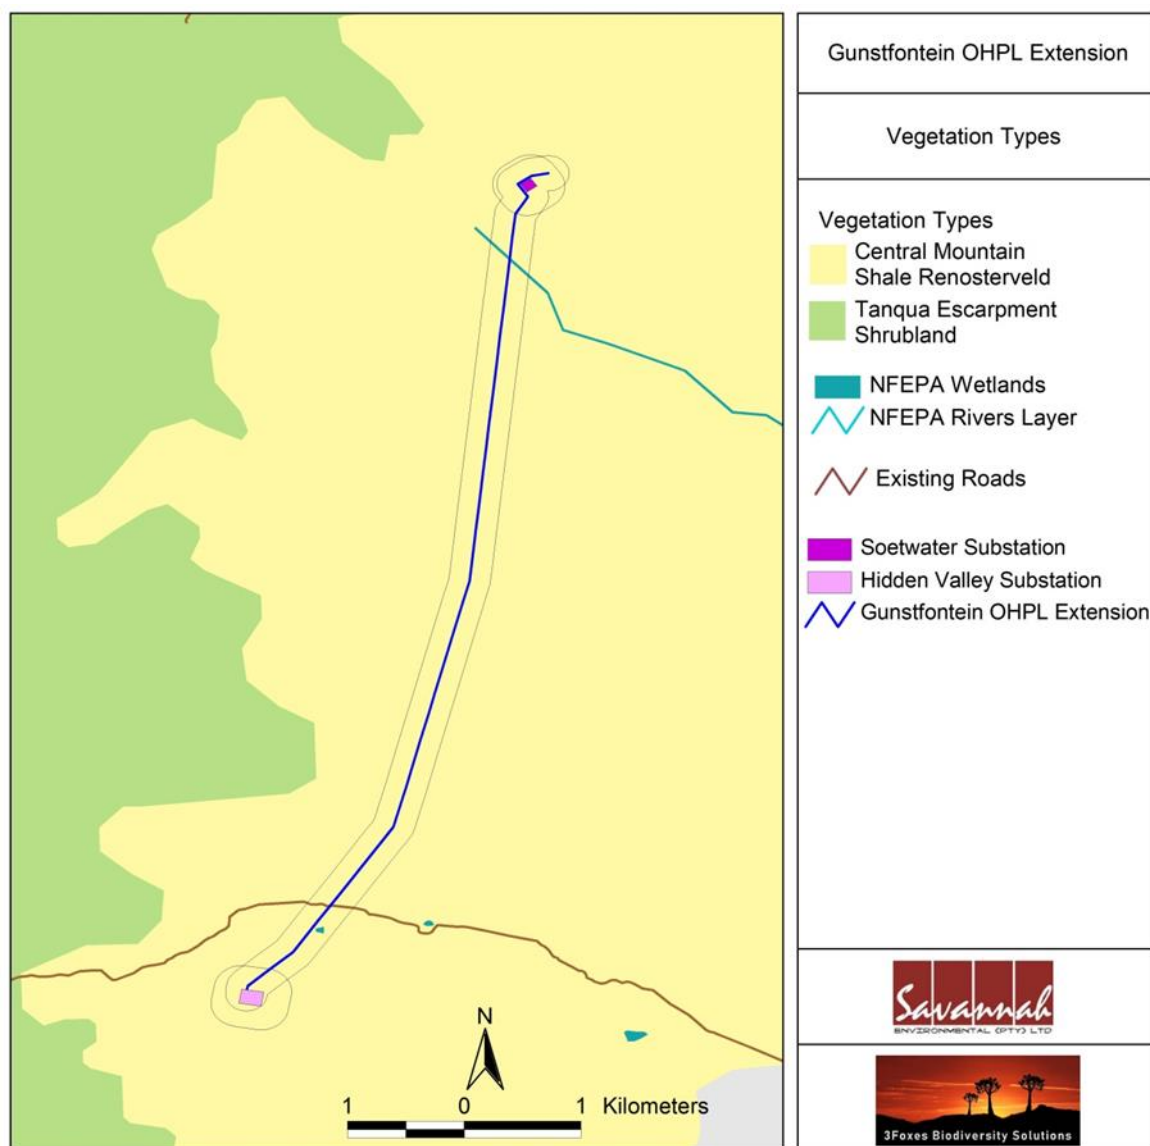 Gunstfontein OHPL Extension
Vegetation Types
Vegetation Types
Central Mountain
Shale Renosterveld
Tanqua Escarpment
Shrubland
NFEPA Wetlands
NFEPA Rivers Layer
Existing Roads
Soetwater Substation
Hidden Valley Substation
Gunstfontein OHPL Extension
N
1 0 1 Kilometers
Savannah
ENVIRONMENTAL (PTY) LTD
3Foxes Biodiversity Solutions